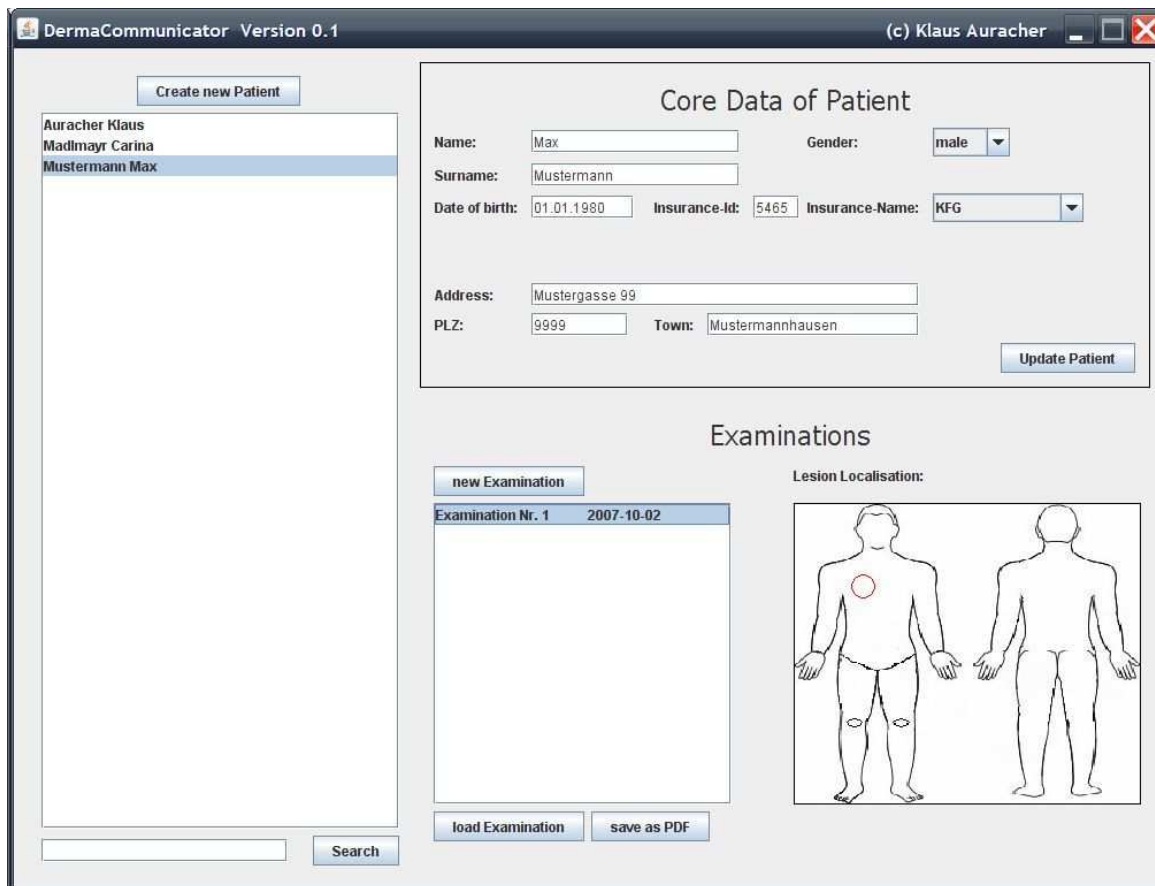 DermaCommunicator Version 0.1 (c) Klaus Auracher
Create new Patient
Auracher Klaus
Madlmayr Carina
Mustermann Max
Search
Core Data of Patient
Name: Max Gender: male
Surname: Mustermann
Date of birth: 01.01.1980 Insurance-Id: 5465 Insurance-Name: KFG
Address: Mustergasse 99
PLZ: 9999 Town: Mustermannhausen
Update Patient
Examinations
new Examination
Examination Nr. 1 2007-10-02
load Examination save as PDF
Lesion Localisation: